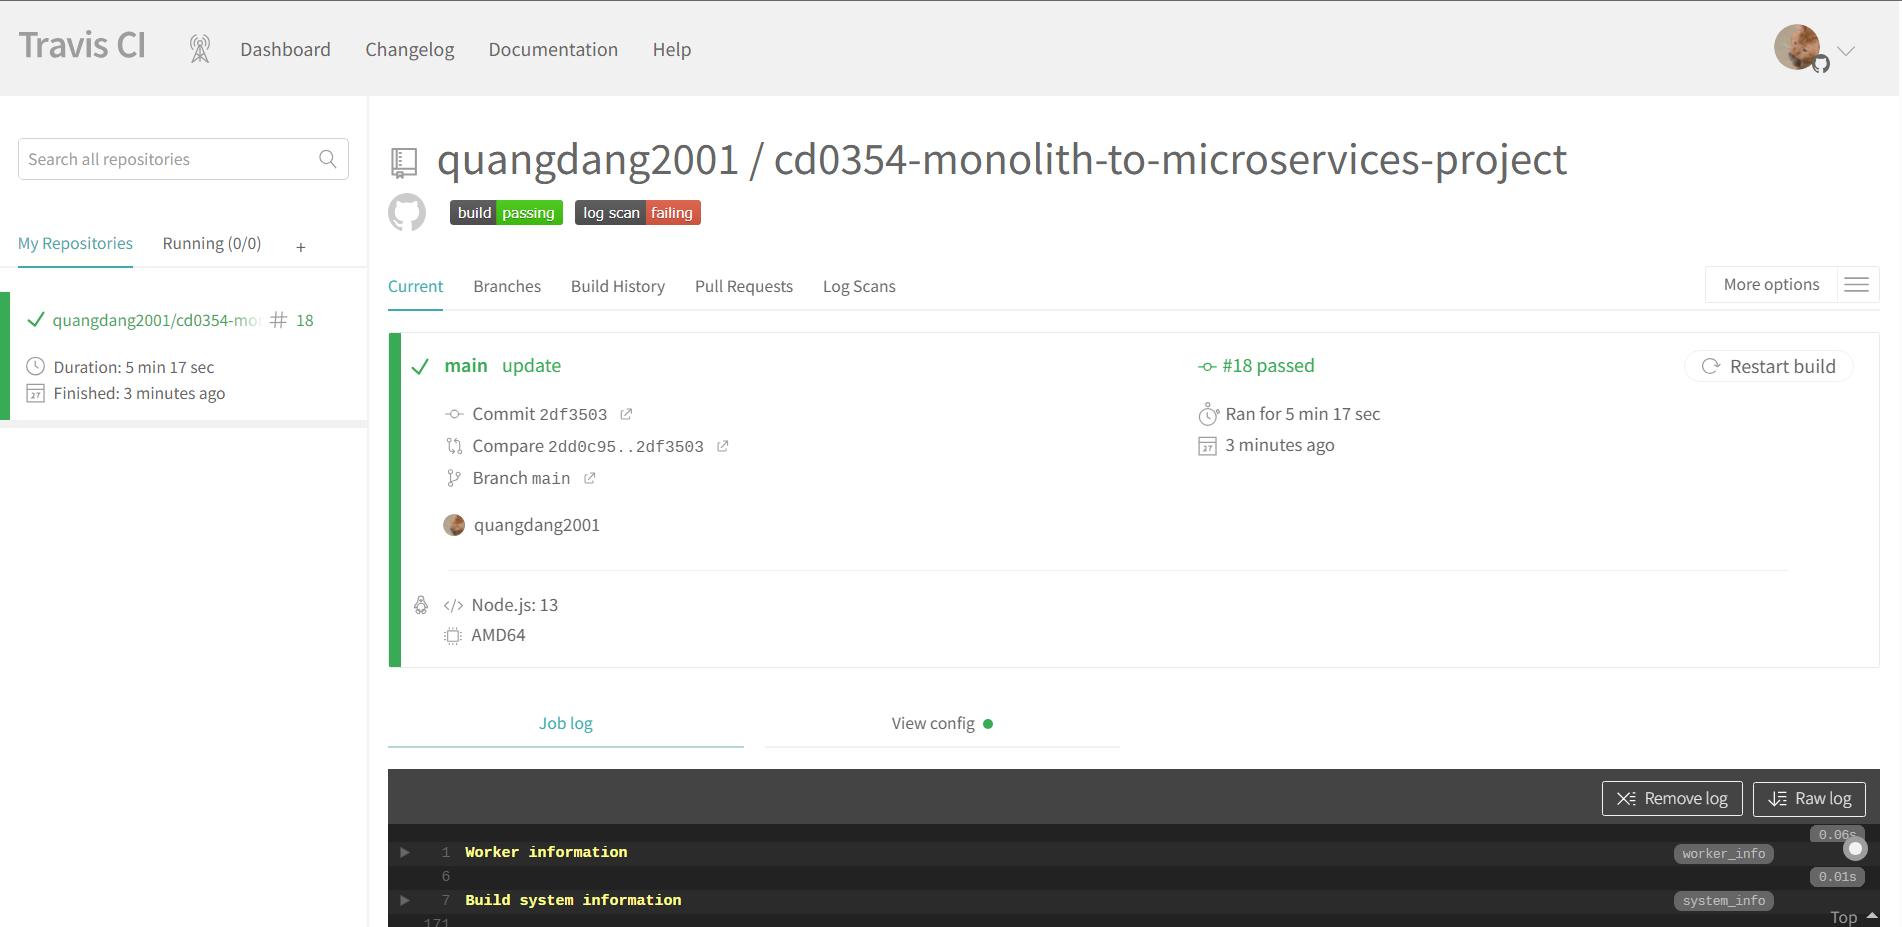 Travis CI
Dashboard Changelog Documentation Help
Search all repositories
My Repositories Running (0/0) +
quangdang2001/cd0354-mo # 18
Duration: 5 min 17 sec
Finished: 3 minutes ago
quangdang2001 / cd0354-monolith-to-microservices-project
build passing log scan failing
Current Branches Build History Pull Requests Log Scans More options
main update #18 passed Restart build
Commit 2df3503 Ran for 5 min 17 sec
Compare 2dd0c95..2df3503 3 minutes ago
Branch main
quangdang2001
</> Node.js: 13
AMD64
Job log View config
Remove log Raw log
0.06s
1 Worker information worker_info
6 0.01s
7 Build system information system_info
171 Top